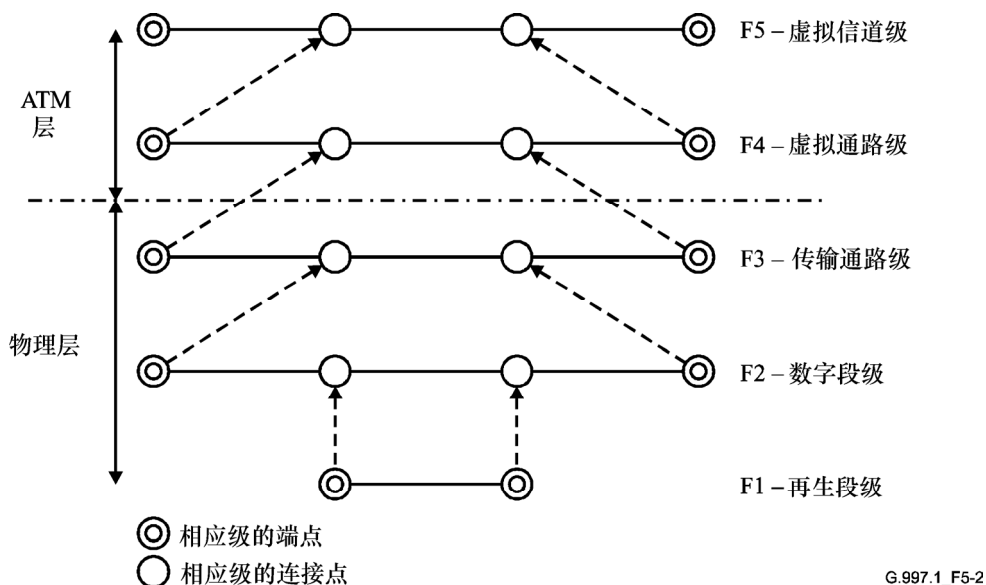 F5 – 虚拟信道级
ATM
层
F4 – 虚拟通路级
F3 – 传输通路级
物理层
F2 – 数字段级
F1 – 再生段级
相应级的端点
相应级的连接点
G.997.1_F5-2